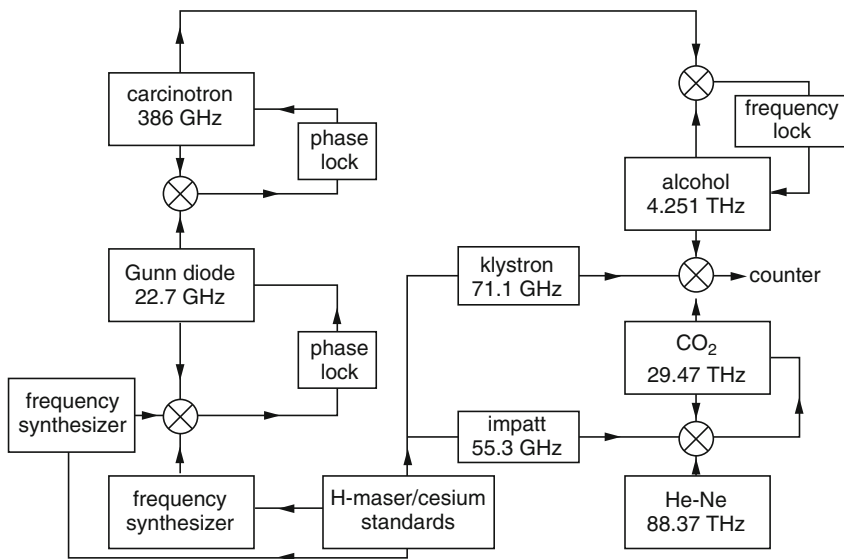 carcinotron
386 GHz
phase
lock
frequency
lock
alcohol
4.251 THz
Gunn diode
22.7 GHz
klystron
71.1 GHz
counter
phase
lock
CO₂
29.47 THz
frequency
synthesizer
impatt
55.3 GHz
frequency
synthesizer
H-maser/cesium
standards
He-Ne
88.37 THz